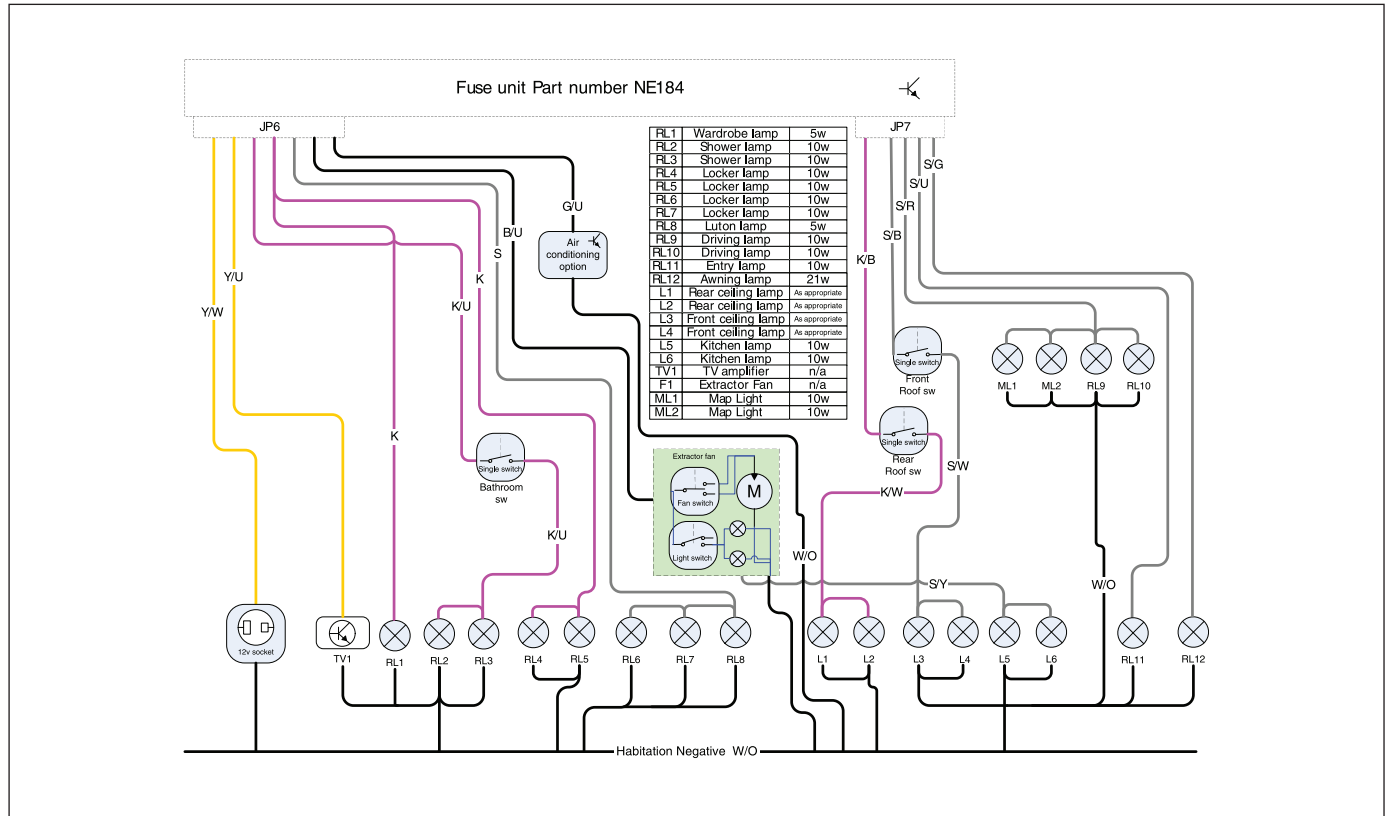 Fuse unit Part number NE184
JP6
JP7
RL1 Wardrobe lamp 5w
RL2 Shower lamp 10w
RL3 Shower lamp 10w
RL4 Locker lamp 10w
RL5 Locker lamp 10w
RL6 Locker lamp 10w
RL7 Locker lamp 10w
RL8 Luton lamp 5w
RL9 Driving lamp 10w
RL10 Driving lamp 10w
RL11 Entry lamp 10w
RL12 Awning lamp 21w
L1 Rear ceiling lamp As appropriate
L2 Rear ceiling lamp As appropriate
L3 Front ceiling lamp As appropriate
L4 Front ceiling lamp As appropriate
L5 Kitchen lamp 10w
L6 Kitchen lamp 10w
TV1 TV amplifier n/a
F1 Extractor Fan n/a
ML1 Map Light 10w
ML2 Map Light 10w
S/G
S/U
S/R
S/B
K/B
G/U
B/U
S
K
K/U
Y/U
Y/W
K
Air
conditioning
option
Single switch
Front
Roof sw
ML1
ML2
RL9
RL10
Single switch
Rear
Roof sw
S/W
K/W
Single switch
Bathroom
sw
K/U
Extractor fan
Fan switch
M
Light switch
W/O
S/Y
W/O
12v socket
TV1
RL1
RL2
RL3
RL4
RL5
RL6
RL7
RL8
L1
L2
L3
L4
L5
L6
RL11
RL12
Habitation Negative W/O